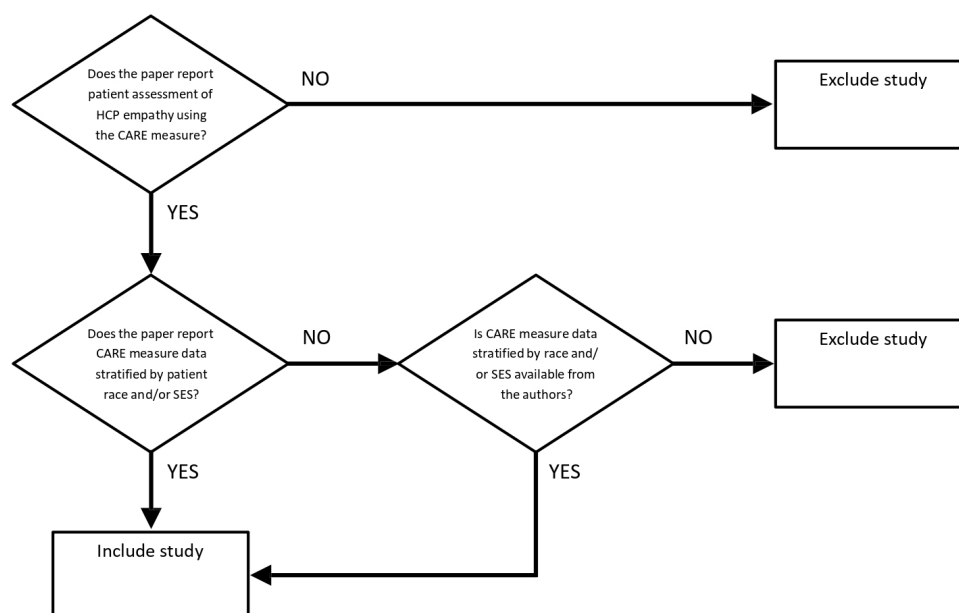 Does the paper report
patient assessment of
HCP empathy using
the CARE measure?
NO
Exclude study
YES
Does the paper report
CARE measure data
stratified by patient
race and/or SES?
NO
Is CARE measure data
stratified by race and/
or SES available from
the authors?
NO
Exclude study
YES
YES
Include study